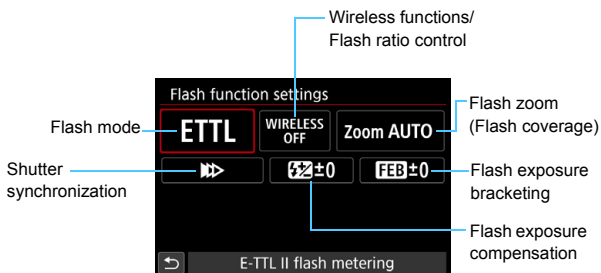 Wireless functions/
Flash ratio control
Flash function settings
Flash mode
ETTL
WIRELESS
OFF
Zoom AUTO
Flash zoom
(Flash coverage)
Shutter
synchronization
±0
FEB±0
Flash exposure
bracketing
Flash exposure
compensation
E-TTL II flash metering